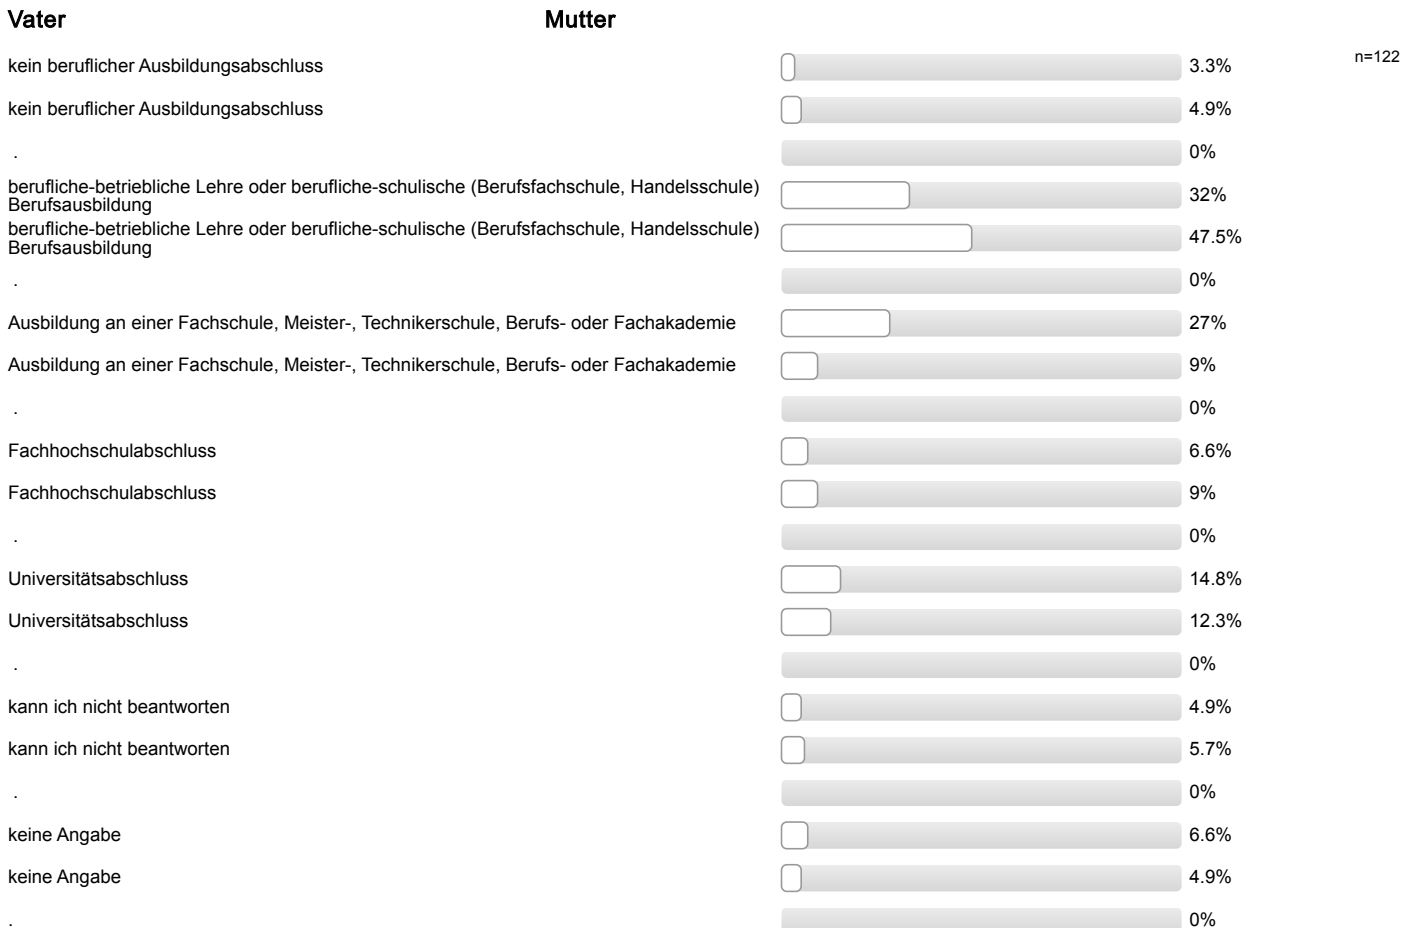 Vater Mutter
kein beruflicher Ausbildungsabschluss 3.3% n=122
kein beruflicher Ausbildungsabschluss 4.9%
. 0%
berufliche-betriebliche Lehre oder berufliche-schulische (Berufsfachschule, Handelsschule)
Berufsausbildung 32%
berufliche-betriebliche Lehre oder berufliche-schulische (Berufsfachschule, Handelsschule)
Berufsausbildung 47.5%
. 0%
Ausbildung an einer Fachschule, Meister-, Technikerschule, Berufs- oder Fachakademie 27%
Ausbildung an einer Fachschule, Meister-, Technikerschule, Berufs- oder Fachakademie 9%
. 0%
Fachhochschulabschluss 6.6%
Fachhochschulabschluss 9%
. 0%
Universitätsabschluss 14.8%
Universitätsabschluss 12.3%
. 0%
kann ich nicht beantworten 4.9%
kann ich nicht beantworten 5.7%
. 0%
keine Angabe 6.6%
keine Angabe 4.9%
. 0%